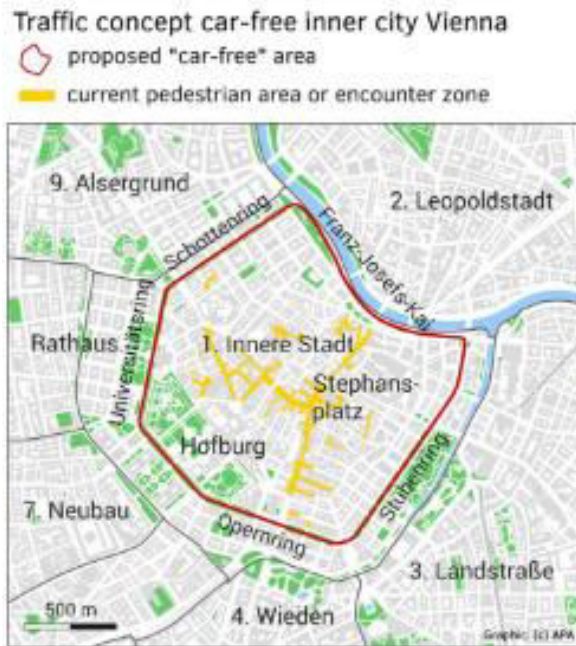 Traffic concept car-free inner city Vienna
proposed "car-free" area
current pedestrian area or encounter zone
9. Alsergrund
2. Leopoldstadt
Schottenring
Franz-Josefs-Kai
Universitätsring
Rathaus
1. Innere Stadt
Stephans-
platz
Hofburg
Stubenring
7. Neubau
Opernring
3. Landstraße
500 m
4. Wieden
Graphic: (c) APA